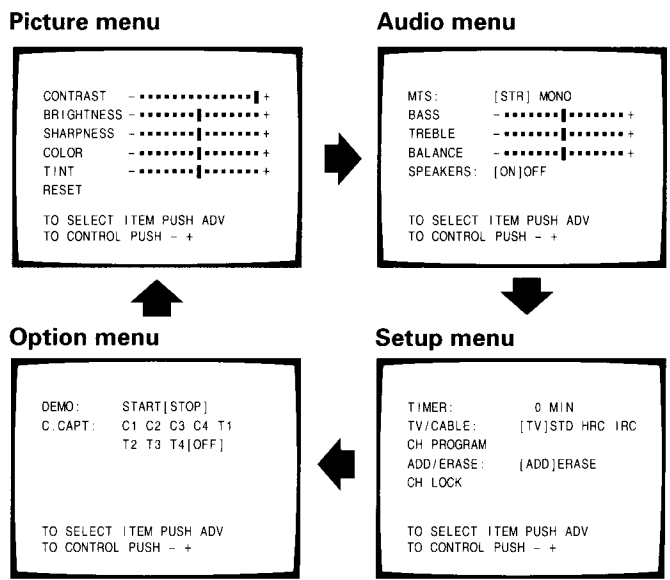 Picture menu
CONTRAST - +
BRIGHTNESS - +
SHARPNESS - +
COLOR - +
TINT - +
RESET
TO SELECT ITEM PUSH ADV
TO CONTROL PUSH - +
Audio menu
MTS: [STR] MONO
BASS - +
TREBLE - +
BALANCE - +
SPEAKERS: [ON]OFF
TO SELECT ITEM PUSH ADV
TO CONTROL PUSH - +
Option menu
DEMO: START[STOP]
C.CAPT: C1 C2 C3 C4 T1
T2 T3 T4[OFF]
TO SELECT ITEM PUSH ADV
TO CONTROL PUSH - +
Setup menu
TIMER: 0 MIN
TV/CABLE: [TV]STD HRC IRC
CH PROGRAM
ADD/ERASE: [ADD]ERASE
CH LOCK
TO SELECT ITEM PUSH ADV
TO CONTROL PUSH - +